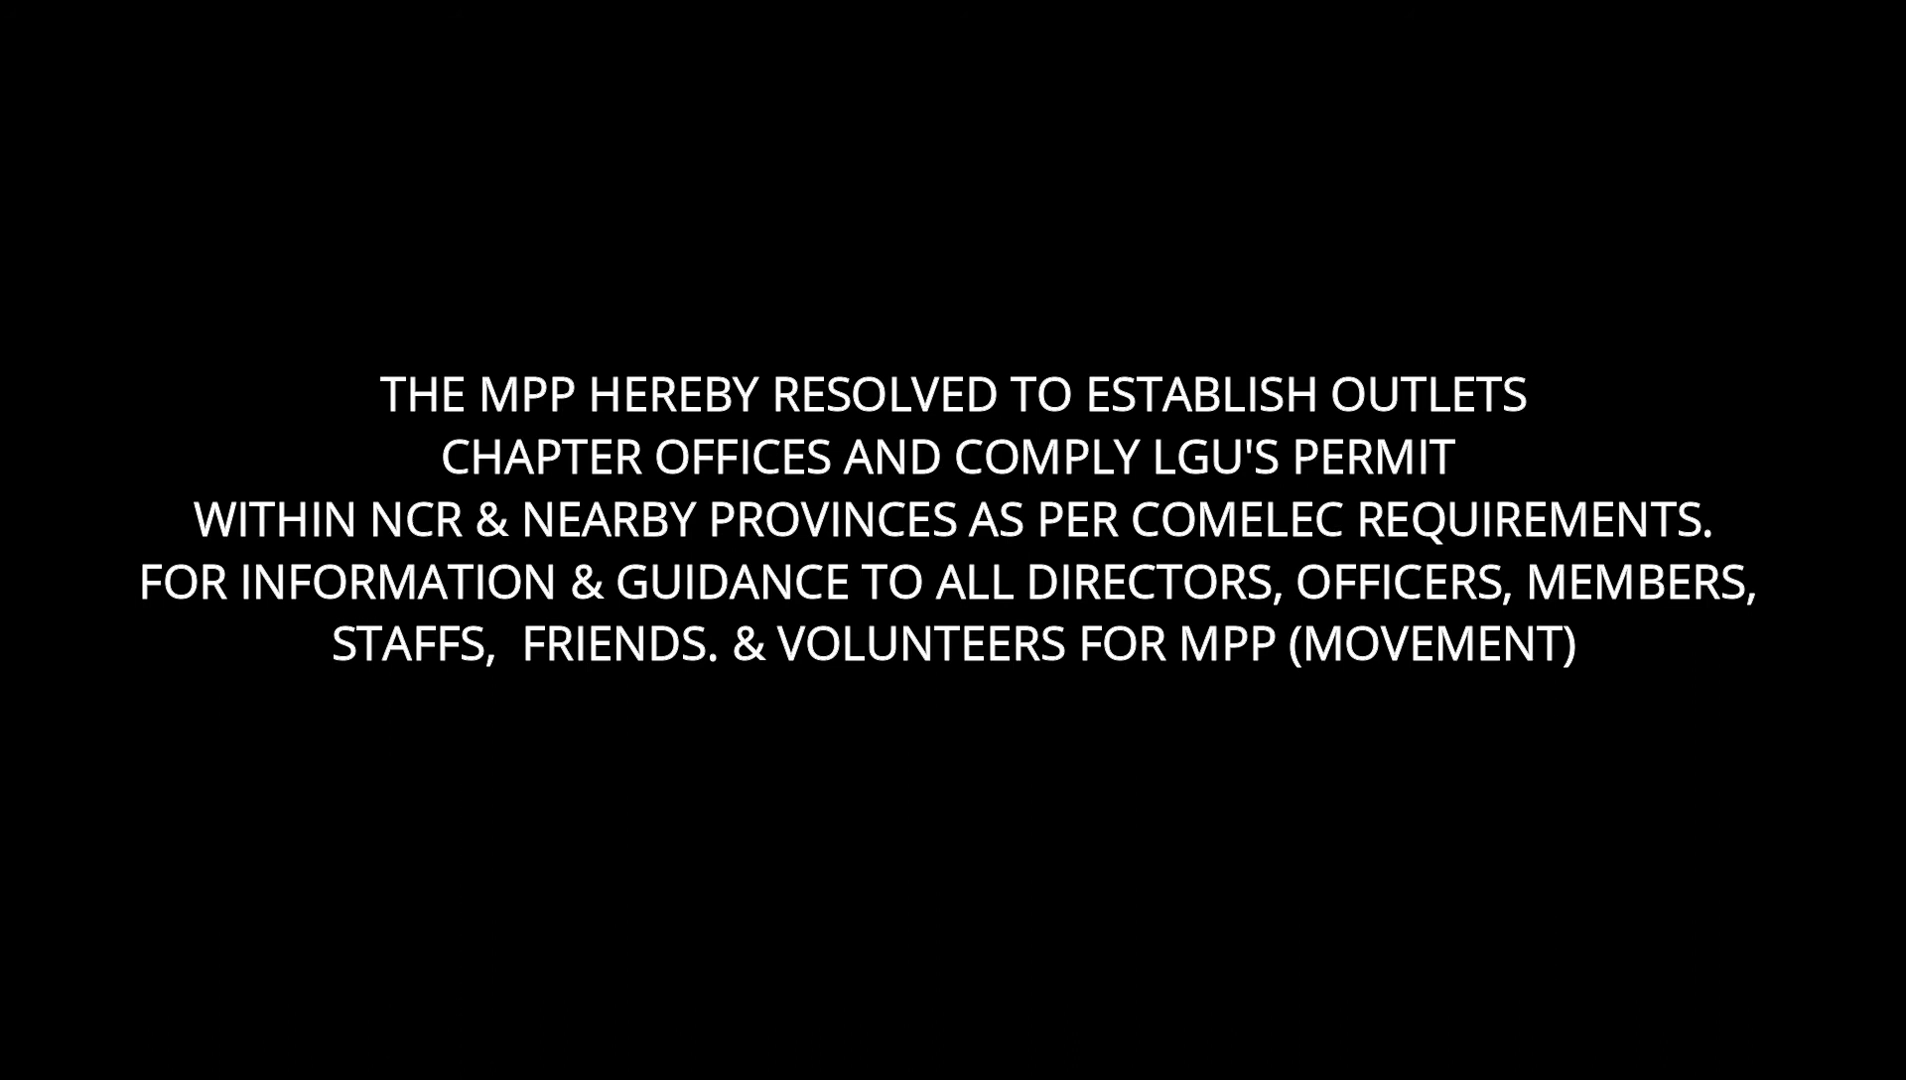 THE MPP HEREBY RESOLVED TO ESTABLISH OUTLETS
CHAPTER OFFICES AND COMPLY LGU'S PERMIT
WITHIN NCR & NEARBY PROVINCES AS PER COMELEC REQUIREMENTS.
FOR INFORMATION & GUIDANCE TO ALL DIRECTORS, OFFICERS, MEMBERS,
STAFFS,  FRIENDS. & VOLUNTEERS FOR MPP (MOVEMENT)